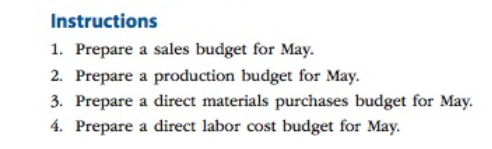 Instructions
1. Prepare a sales budget for May.
2. Prepare a production budget for May.
3. Prepare a direct materials purchases budget for May.
4. Prepare a direct labor cost budget for May.